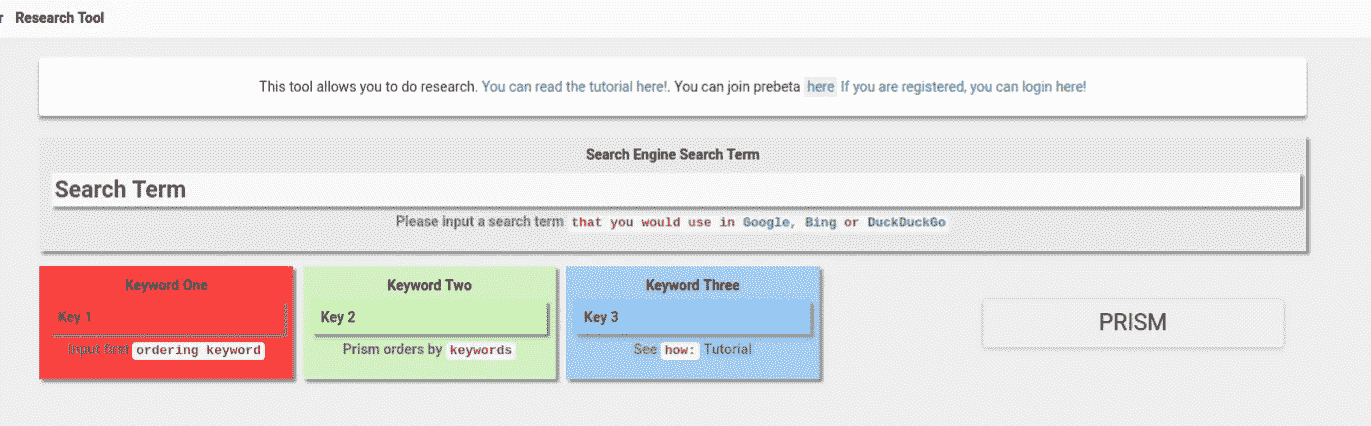 r Research Tool
This tool allows you to do research. You can read the tutorial here!. You can join prebeta here If you are registered, you can login here!
Search Engine Search Term
Search Term
Please input a search term that you would use in Google, Bing or DuckDuckGo
Keyword One Keyword Two Keyword Three
Key 1 Key 2 Key 3
PRISM
Input first ordering keyword Prism orders by keywords See how: Tutorial